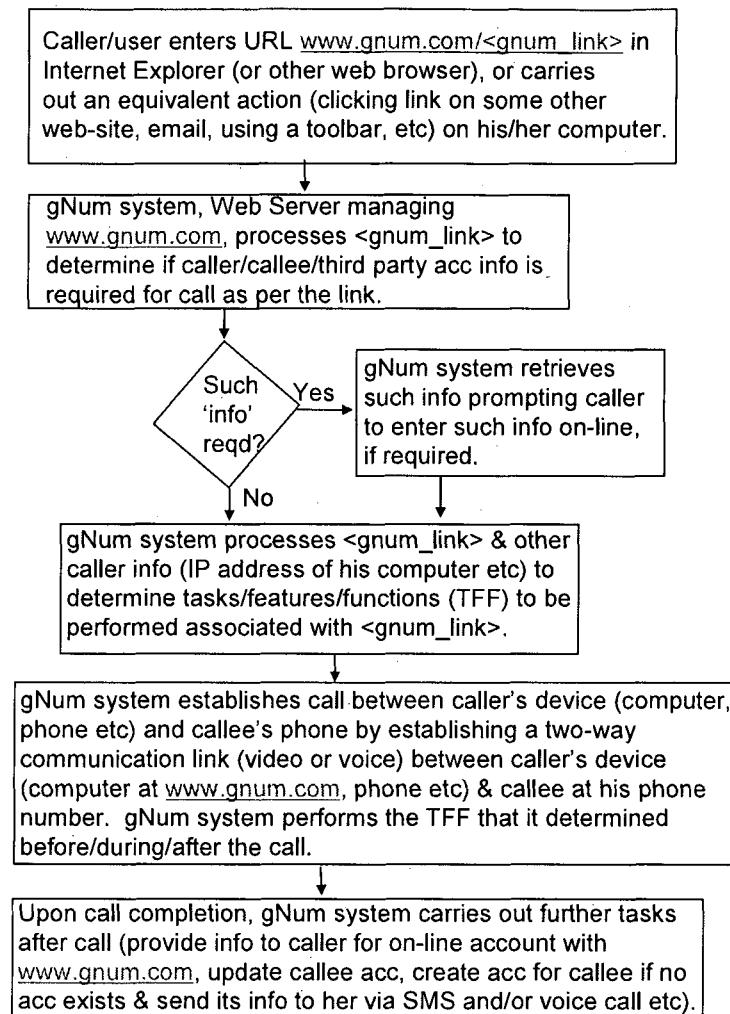 Caller/user enters URL www.gnum.com/<gnum_link> in
Internet Explorer (or other web browser), or carries
out an equivalent action (clicking link on some other
web-site, email, using a toolbar, etc) on his/her computer.
gNum system, Web Server managing
www.gnum.com, processes <gnum_link> to
determine if caller/callee/third party acc info is
required for call as per the link.
Such
'info'
reqd?
Yes
gNum system retrieves
such info prompting caller
to enter such info on-line,
if required.
No
gNum system processes <gnum_link> & other
caller info (IP address of his computer etc) to
determine tasks/features/functions (TFF) to be
performed associated with <gnum_link>.
gNum system establishes call between caller's device (computer,
phone etc) and callee's phone by establishing a two-way
communication link (video or voice) between caller's device
(computer at www.gnum.com, phone etc) & callee at his phone
number. gNum system performs the TFF that it determined
before/during/after the call.
Upon call completion, gNum system carries out further tasks
after call (provide info to caller for on-line account with
www.gnum.com, update callee acc, create acc for callee if no
acc exists & send its info to her via SMS and/or voice call etc).